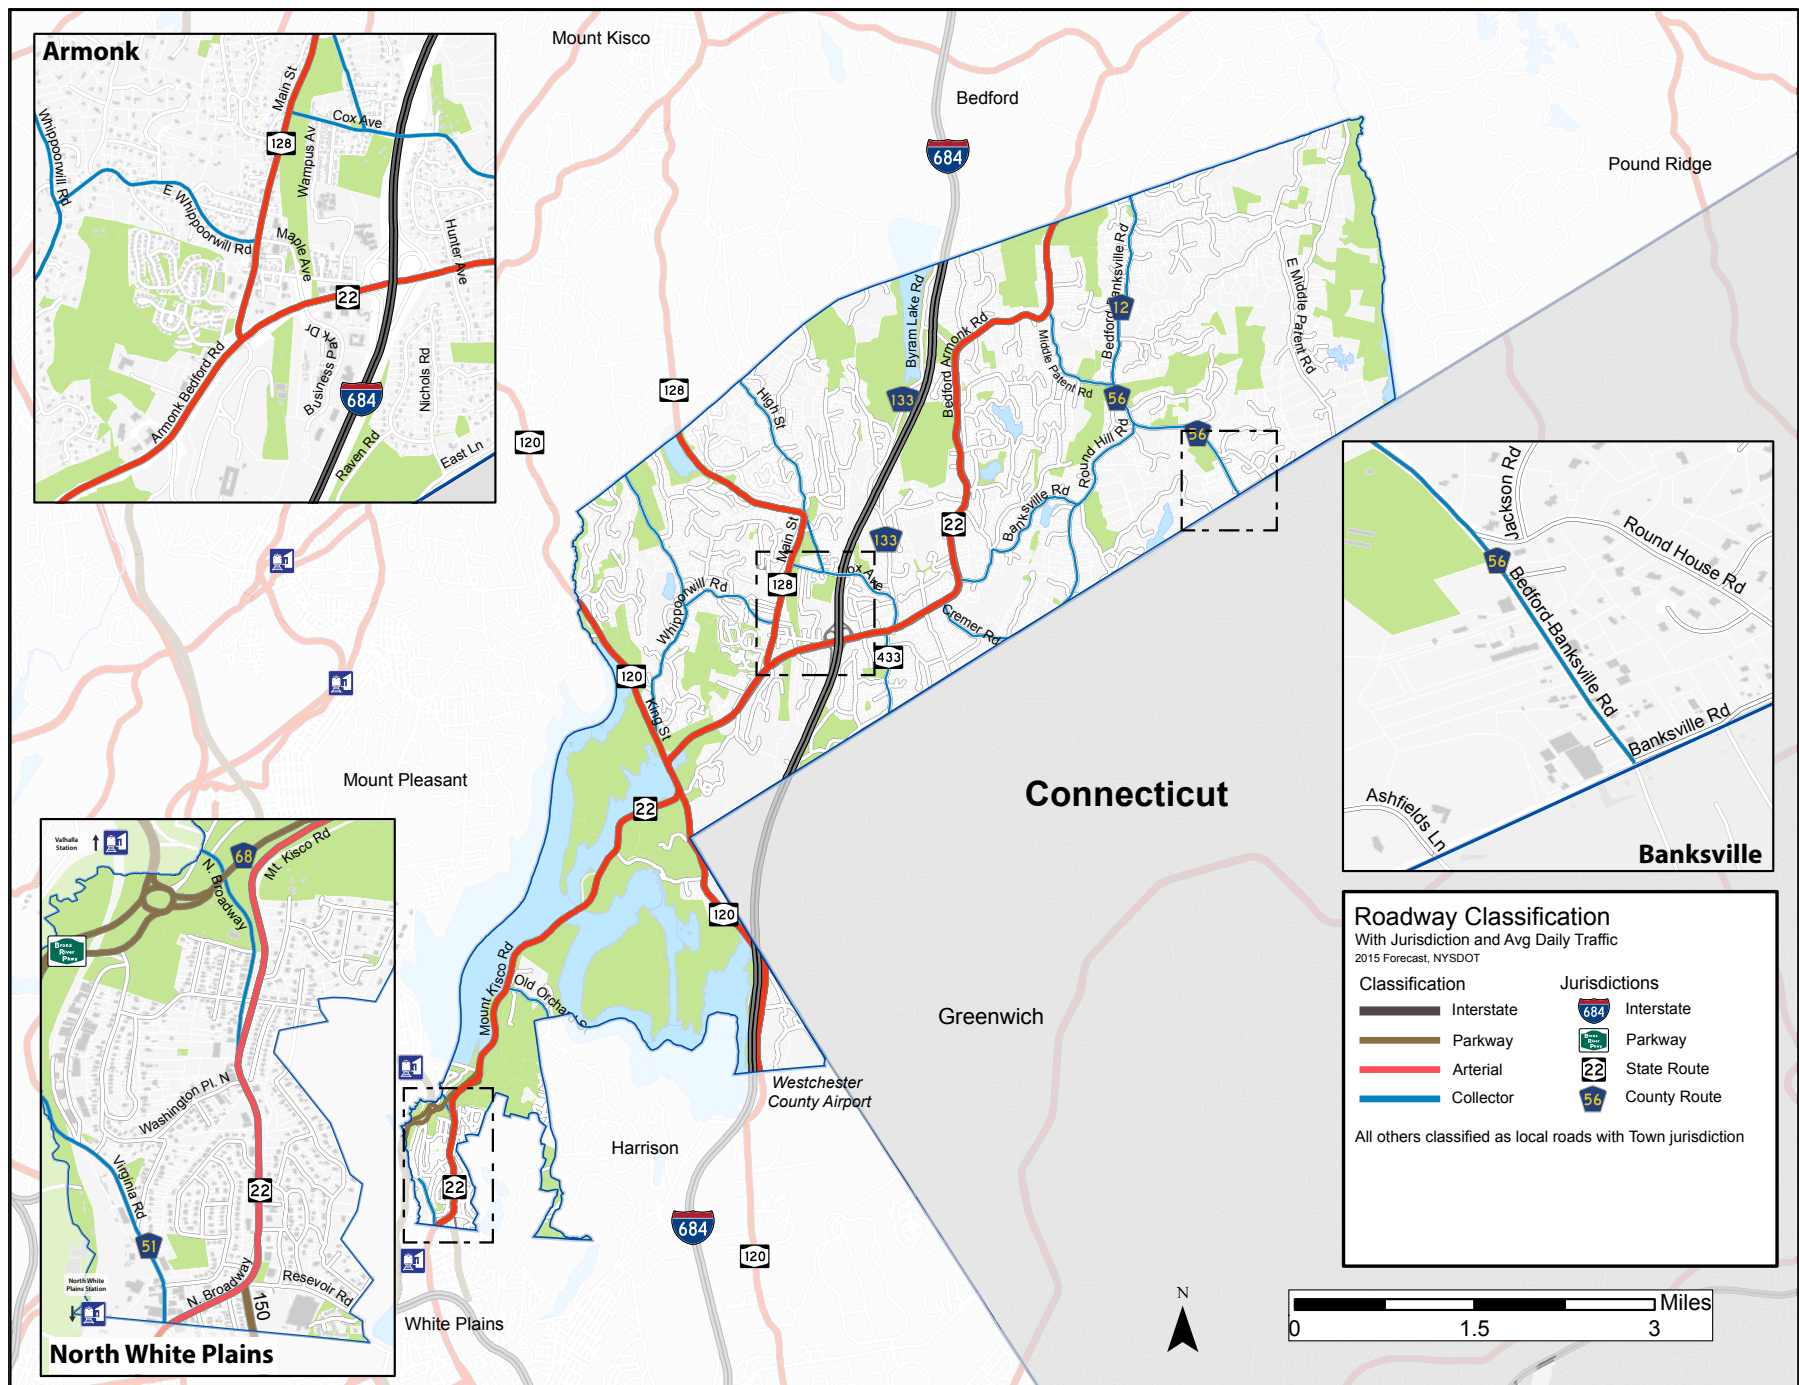 Armonk
Main St
Cox Ave
128
Wampus Av
Whippoorwill Rd
E Whippoorwill Rd
Maple Ave
Hunter Ave
22
Business Park Dr
Armonk Bedford Rd
684
Nichols Rd
Raven Rd
East Ln
Mount Kisco
Bedford
684
Pound Ridge
Byram Lake Rd
Bedford Armonk Rd
Bedford Banksville Rd
12
E Middle Patent Rd
Middle Patent Rd
128
High St
133
56
120
Round Hill Rd
56
Banksville Rd
22
Main St
133
128
Cox Ave
Whippoorwill Rd
Cremer Rd
433
120
King St
Mount Pleasant
Connecticut
22
120
Mount Kisco Rd
Old Orchard St
Greenwich
Westchester
County Airport
Harrison
22
684
120
White Plains
Jackson Rd
Round House Rd
56
Bedford-Banksville Rd
Banksville Rd
Ashfields Ln
Banksville
Valhalla
Station
68
Mt. Kisco Rd
N. Broadway
Bronx
River
Pkwy
Washington Pl. N
Virginia Rd
22
51
North White
Plains Station
N. Broadway
Resevoir Rd
150
North White Plains
Roadway Classification
With Jurisdiction and Avg Daily Traffic
2015 Forecast, NYSDOT
Classification
Interstate
Parkway
Arterial
Collector
Jurisdictions
684 Interstate
Bronx
River
Pkwy
Parkway
22 State Route
56 County Route
All others classified as local roads with Town jurisdiction
N
Miles
0 1.5 3